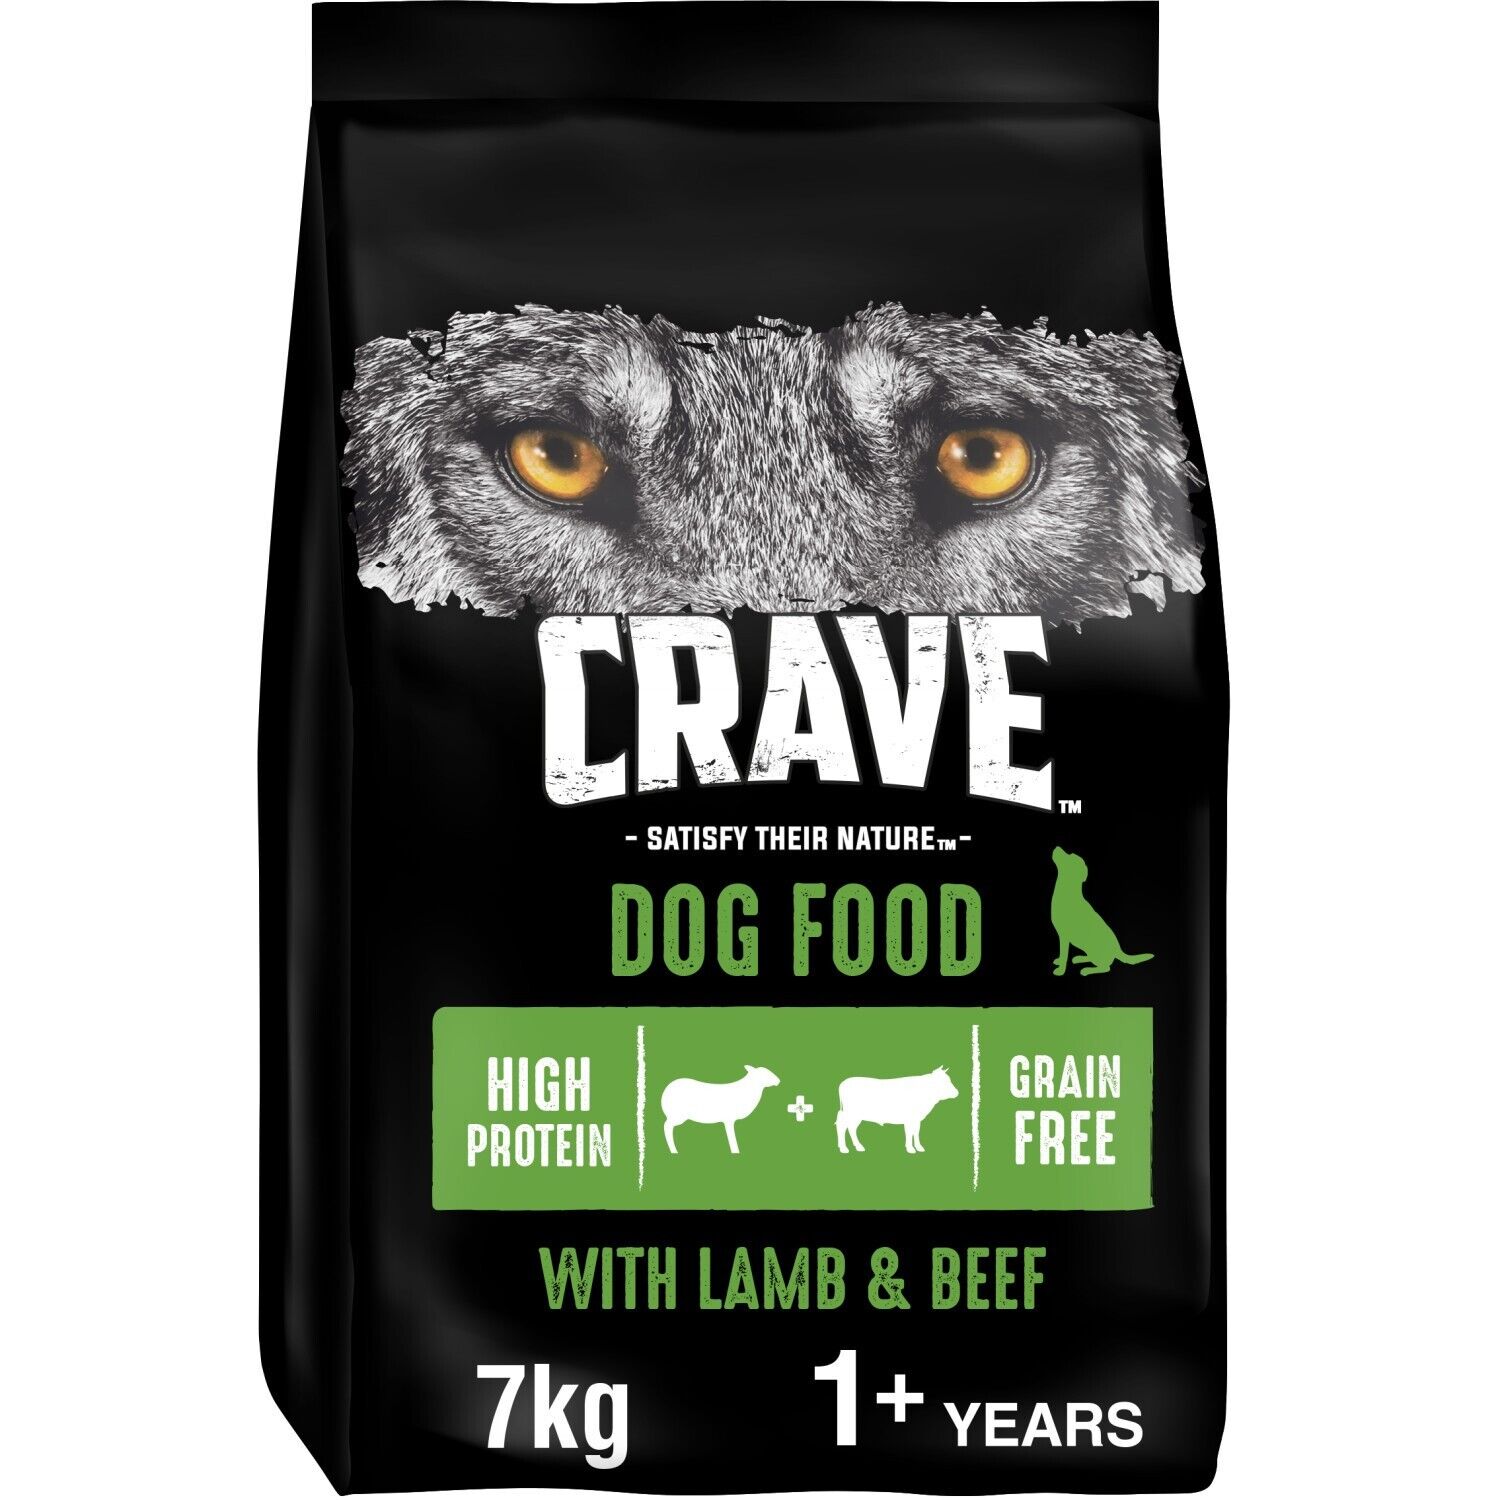 CRAVE™
- SATISFY THEIR NATURE™ -
DOG FOOD
HIGH
PROTEIN
+
GRAIN
FREE
WITH LAMB & BEEF
7kg
1+ YEARS